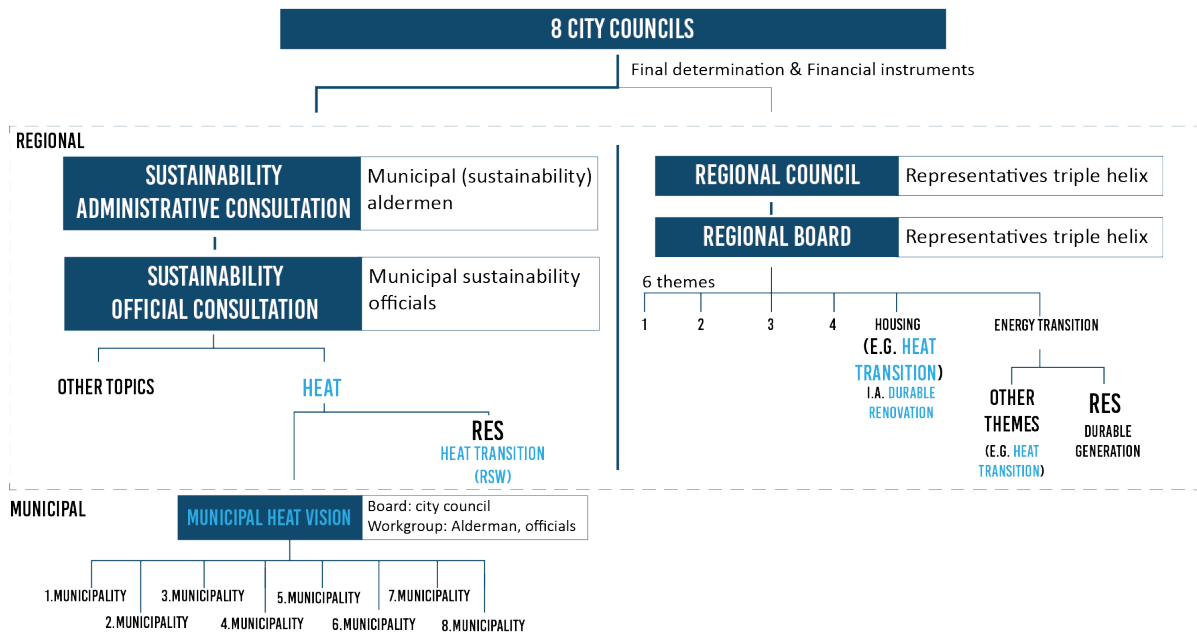 8 CITY COUNCILS
Final determination & Financial instruments
REGIONAL
SUSTAINABILITY
ADMINISTRATIVE CONSULTATION
Municipal (sustainability)
aldermen
SUSTAINABILITY
OFFICIAL CONSULTATION
Municipal sustainability
officials
OTHER TOPICS
HEAT
RES
HEAT TRANSITION
(RSW)
REGIONAL COUNCIL
Representatives triple helix
REGIONAL BOARD
Representatives triple helix
6 themes
1
2
3
4
HOUSING
(E.G. HEAT
TRANSITION)
I.A. DURABLE
RENOVATION
ENERGY TRANSITION
OTHER
THEMES
(E.G. HEAT
TRANSITION)
RES
DURABLE
GENERATION
MUNICIPAL
MUNICIPAL HEAT VISION
Board: city council
Workgroup: Alderman, officials
1.MUNICIPALITY
2.MUNICIPALITY
3.MUNICIPALITY
4.MUNICIPALITY
5.MUNICIPALITY
6.MUNICIPALITY
7.MUNICIPALITY
8.MUNICIPALITY